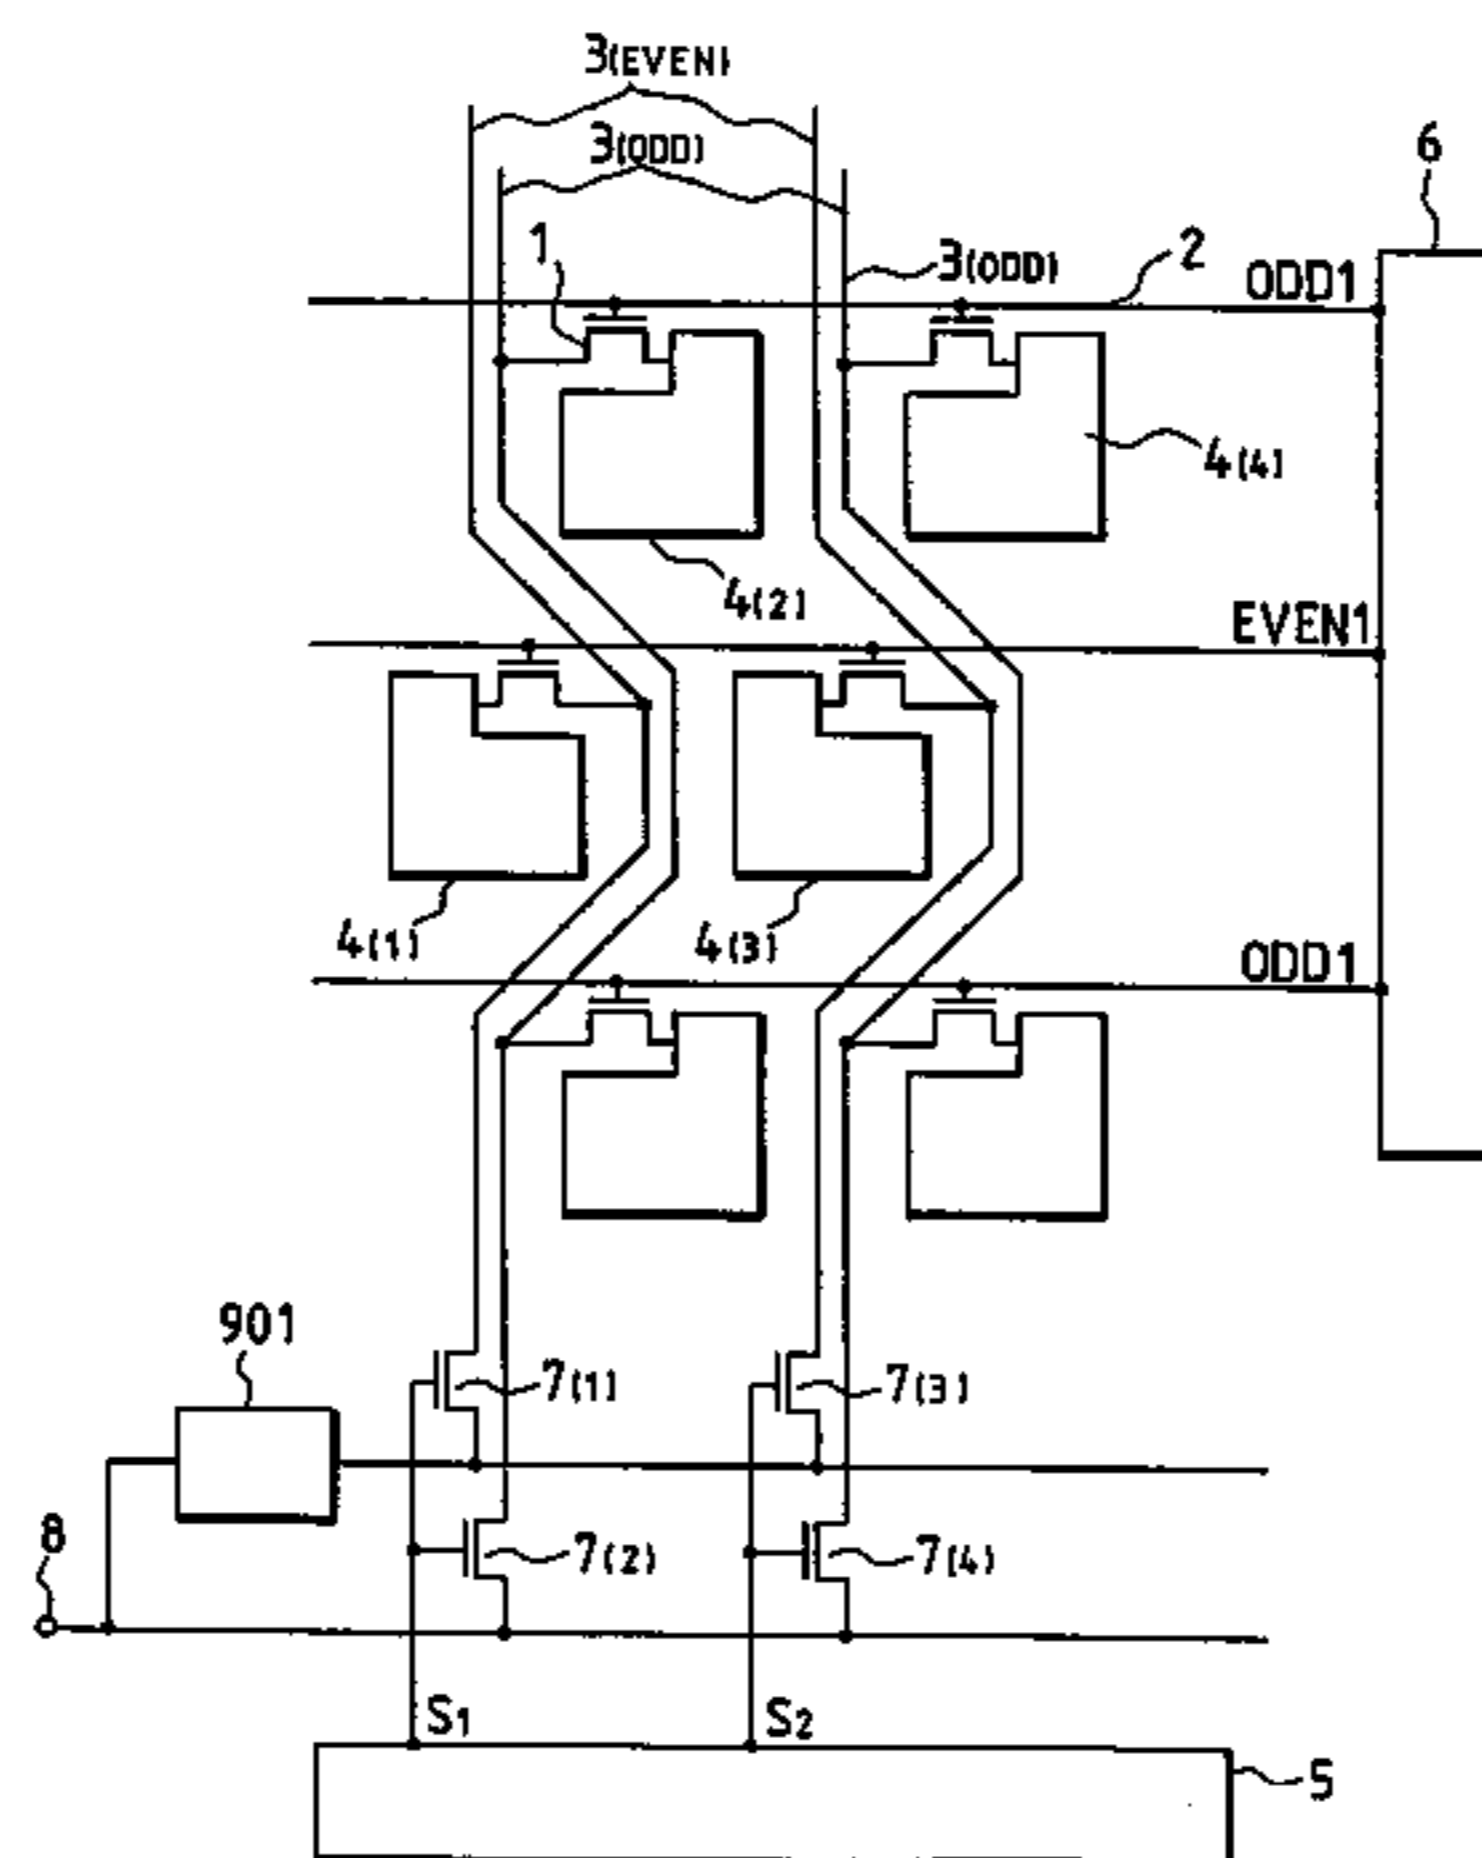 3(EVEN)
3(ODD)
6
1
3(ODD)
2
ODD1
4(4)
4(2)
EVEN1
4(1)
4(3)
ODD1
901
7(1)
7(3)
8
7(2)
7(4)
S1
S2
5